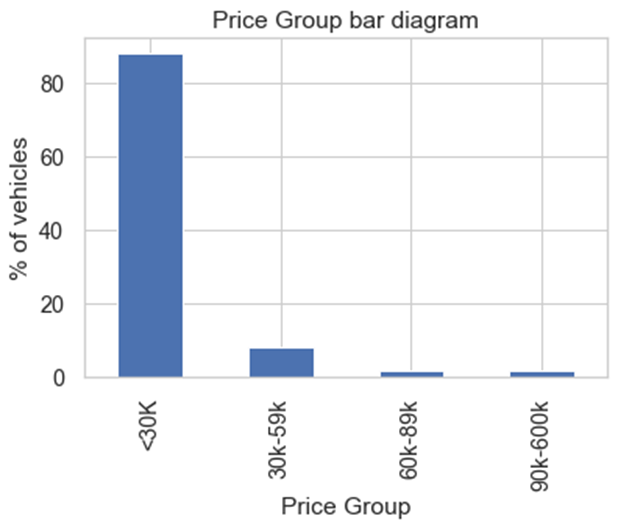 Price Group bar diagram
% of vehicles
80
60
40
20
0
<30K
30k-59k
60k-89k
90k-600k
Price Group